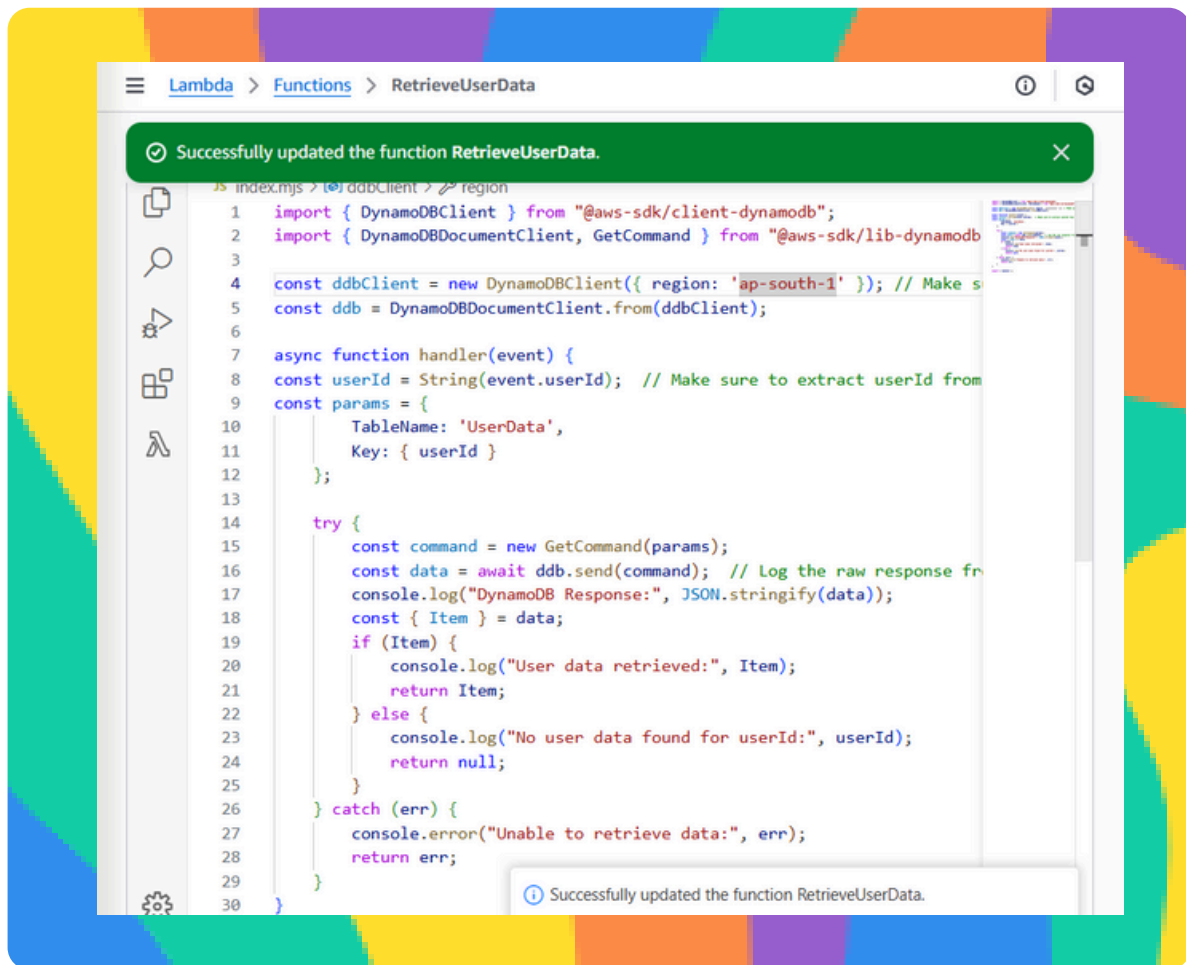 Lambda > Functions > RetrieveUserData
Successfully updated the function RetrieveUserData.
JS index.mjs > ddbClient > region
1 import { DynamoDBClient } from "@aws-sdk/client-dynamodb";
2 import { DynamoDBDocumentClient, GetCommand } from "@aws-sdk/lib-dynamodb
3
4 const ddbClient = new DynamoDBClient({ region: 'ap-south-1' }); // Make s
5 const ddb = DynamoDBDocumentClient.from(ddbClient);
6
7 async function handler(event) {
8 const userId = String(event.userId); // Make sure to extract userId from
9 const params = {
10 TableName: 'UserData',
11 Key: { userId }
12 };
13
14 try {
15 const command = new GetCommand(params);
16 const data = await ddb.send(command); // Log the raw response fr
17 console.log("DynamoDB Response:", JSON.stringify(data));
18 const { Item } = data;
19 if (Item) {
20 console.log("User data retrieved:", Item);
21 return Item;
22 } else {
23 console.log("No user data found for userId:", userId);
24 return null;
25 }
26 } catch (err) {
27 console.error("Unable to retrieve data:", err);
28 return err;
29 }
30 }
Successfully updated the function RetrieveUserData.